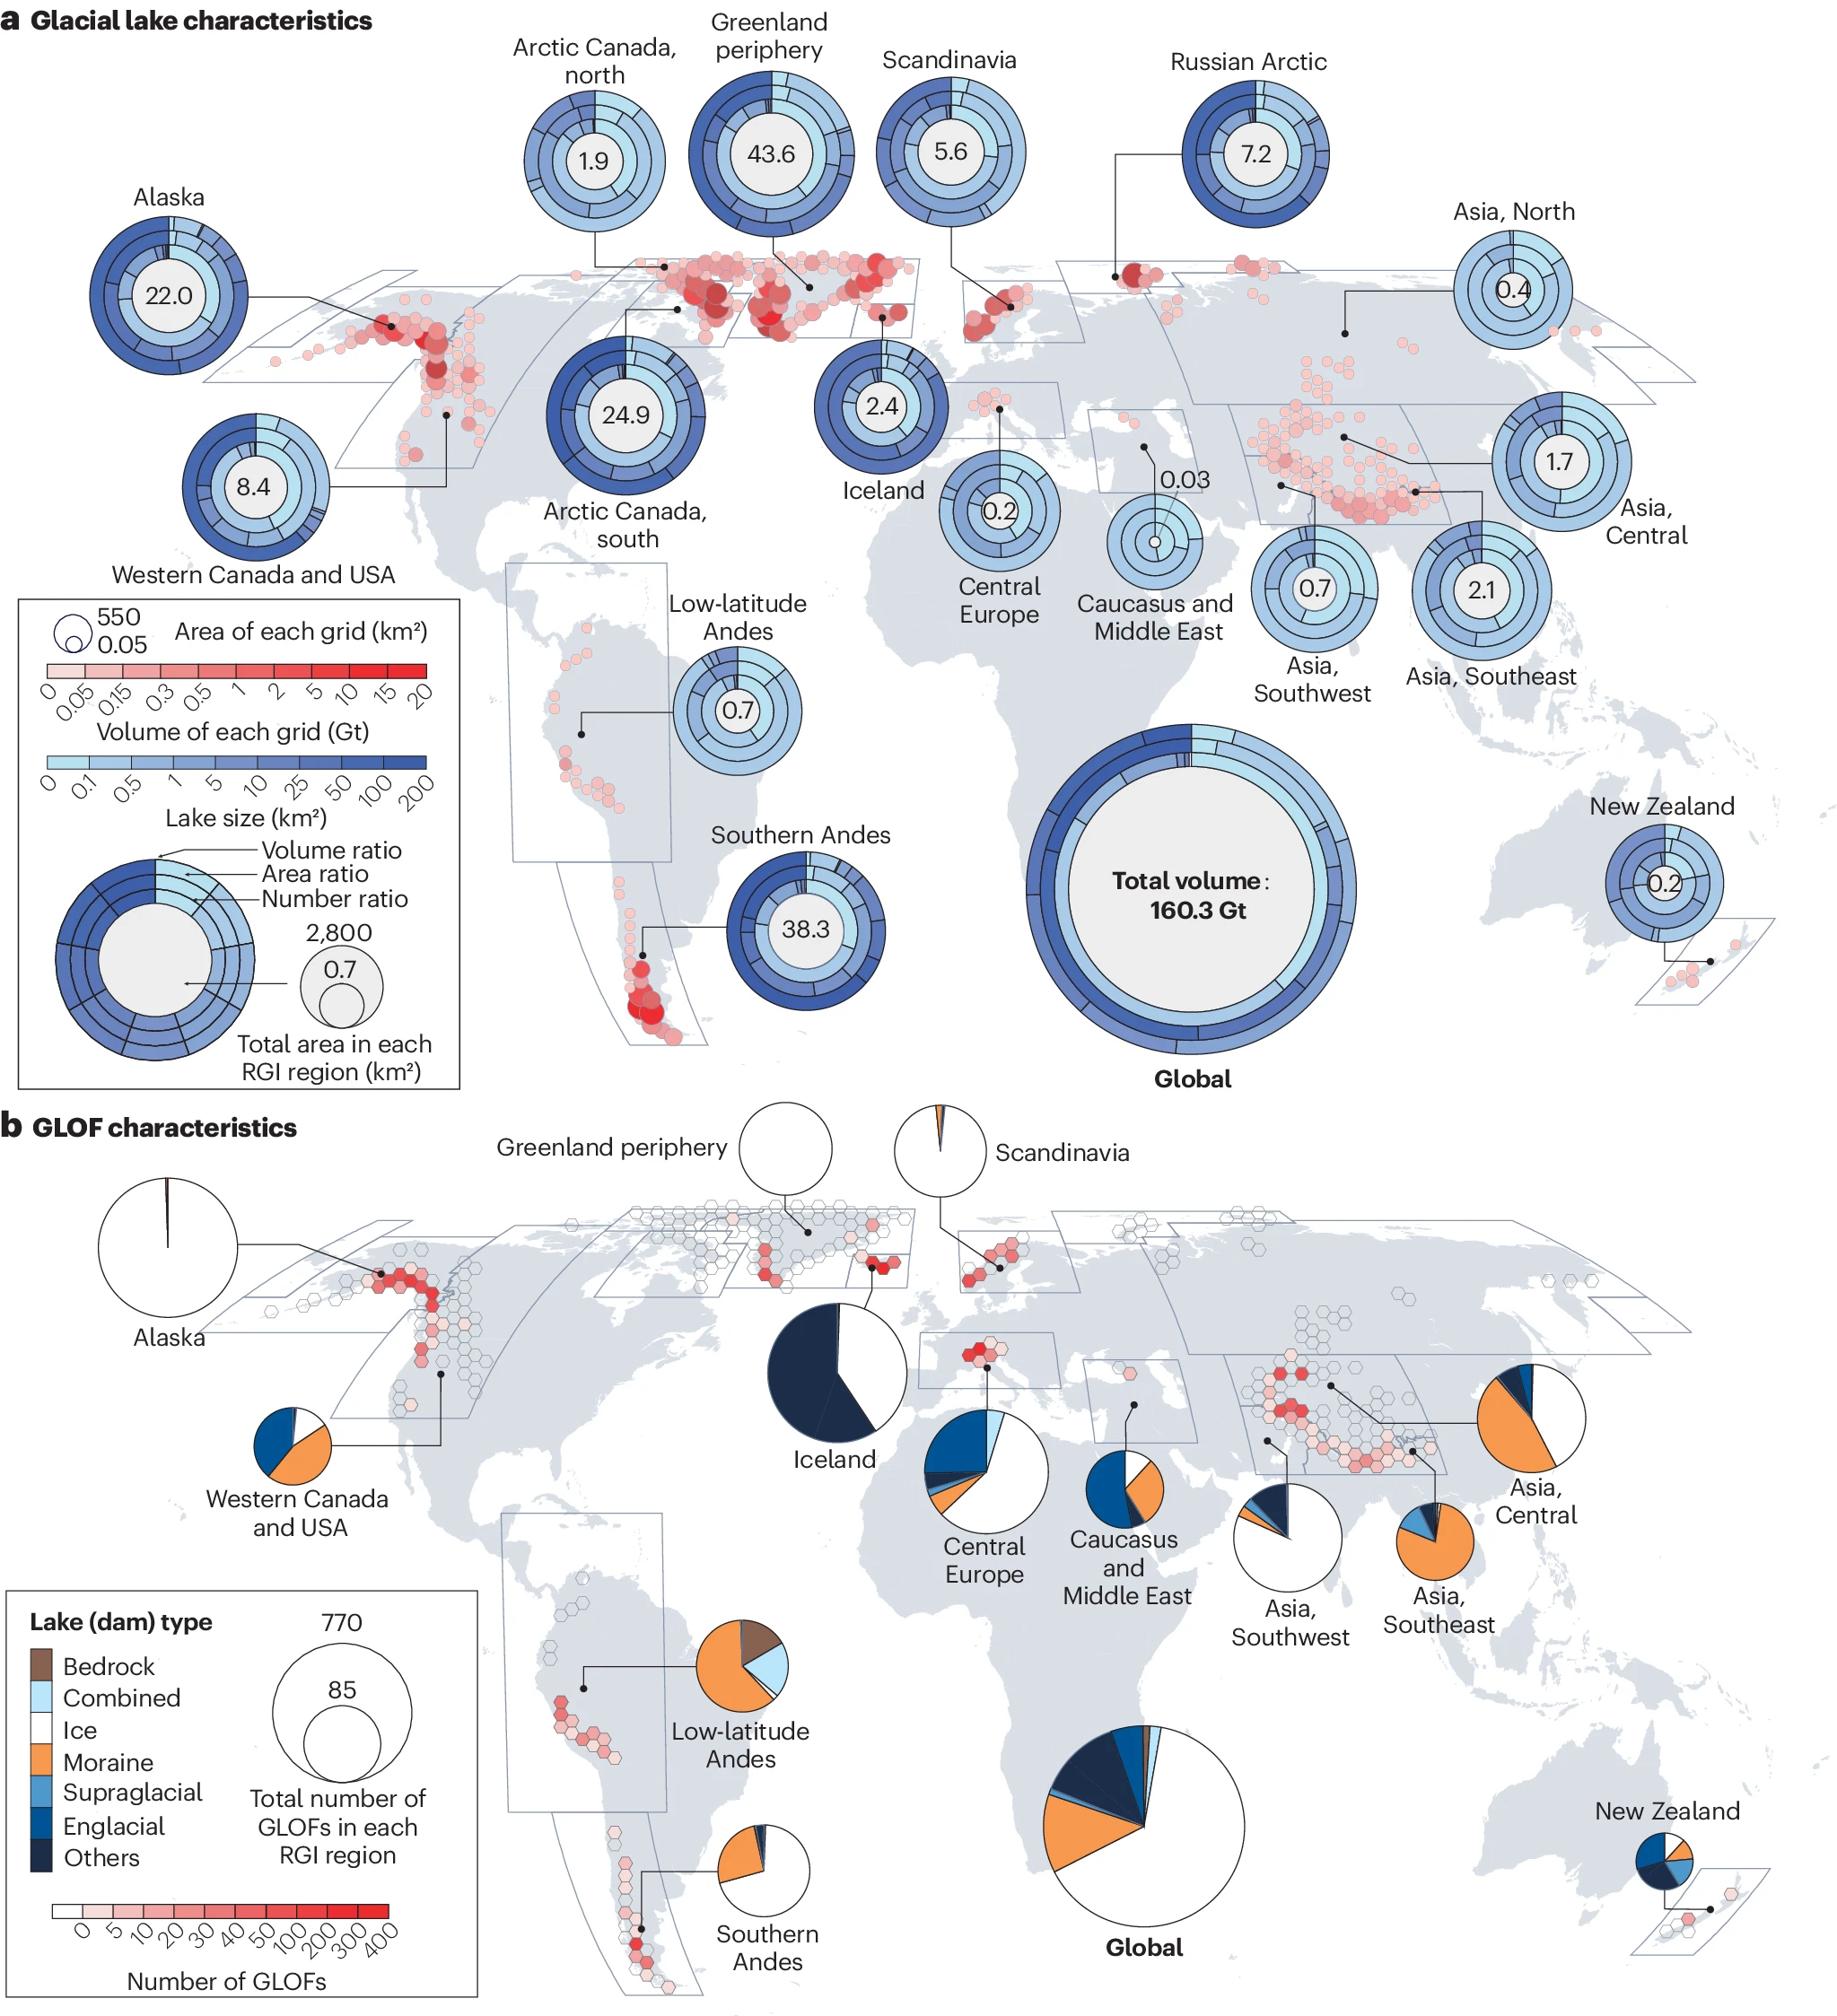 a Glacial lake characteristics
Arctic Canada,
north
1.9
Greenland
periphery
43.6
Scandinavia
5.6
Russian Arctic
7.2
Alaska
22.0
Asia, North
0.4
Western Canada and USA
8.4
Arctic Canada,
south
24.9
Iceland
2.4
Central
Europe
0.2
Caucasus and
Middle East
0.03
Asia,
Southwest
0.7
Asia, Southeast
2.1
Asia,
Central
1.7
Low-latitude
Andes
0.7
Southern Andes
38.3
Total volume:
160.3 Gt
Global
New Zealand
0.2
550
0.05
Area of each grid (km²)
0 0.05 0.15 0.3 0.5 1 2 5 10 15 20
Volume of each grid (Gt)
0 0.1 0.5 1 5 10 25 50 100 200
Lake size (km²)
Volume ratio
Area ratio
Number ratio
2,800
0.7
Total area in each
RGI region (km²)
b GLOF characteristics
Greenland periphery
Scandinavia
Alaska
Western Canada
and USA
Iceland
Central
Europe
Caucasus
and
Middle East
Asia,
Southwest
Asia,
Southeast
Asia,
Central
Low-latitude
Andes
Southern
Andes
Global
New Zealand
Lake (dam) type
Bedrock
Combined
Ice
Moraine
Supraglacial
Englacial
Others
770
85
Total number of
GLOFs in each
RGI region
0 5 10 20 30 40 50 100 200 300 400
Number of GLOFs